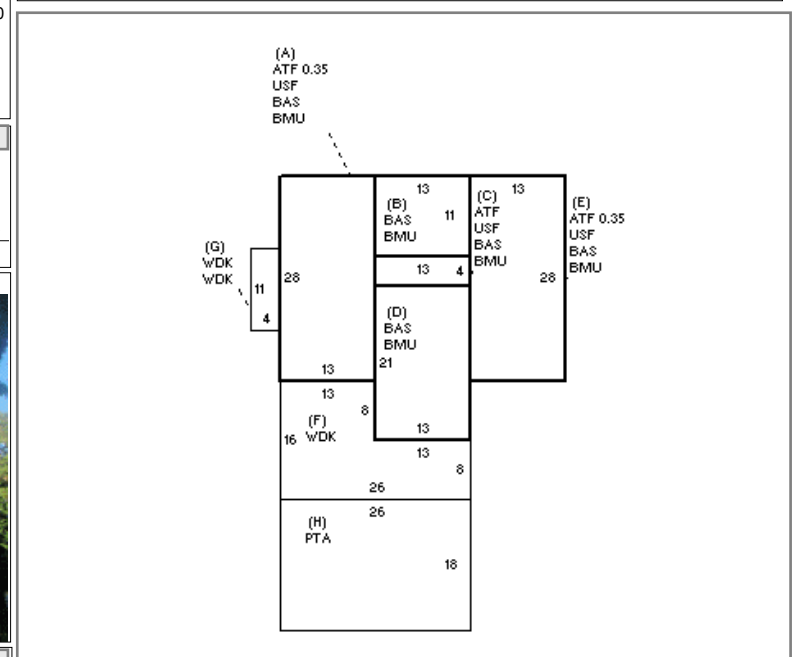 (A)
ATF 0.35
USF
BAS
BMU
13
13
(B)
BAS
BMU
11
(C)
ATF
USF
BAS
BMU
(E)
ATF 0.35
USF
BAS
BMU
(G)
WDK
WDK
11
4
28
13
4
28
(D)
BAS
BMU
21
13
13
8
(F)
WDK
16
13
13
8
26
26
(H)
PTA
18